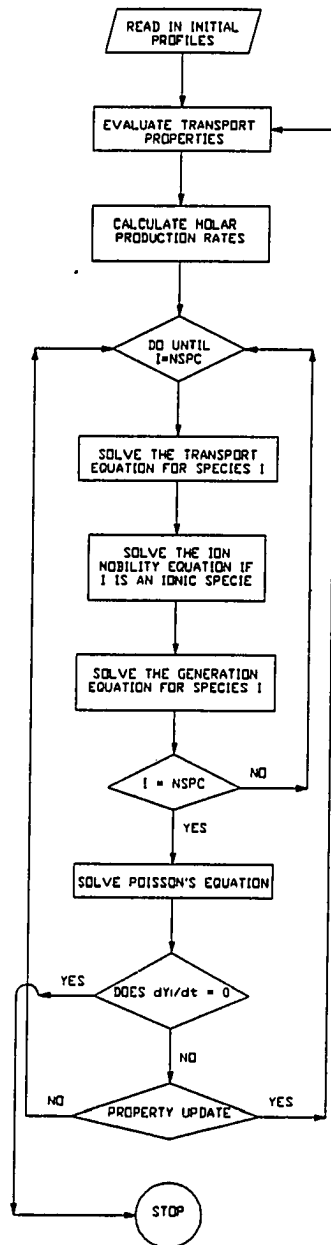 READ IN INITIAL
PROFILES
EVALUATE TRANSPORT
PROPERTIES
CALCULATE MOLAR
PRODUCTION RATES
DO UNTIL
I=NSPC
SOLVE THE TRANSPORT
EQUATION FOR SPECIES I
SOLVE THE ION
MOBILITY EQUATION IF
I IS AN IONIC SPECIE
SOLVE THE GENERATION
EQUATION FOR SPECIES I
I = NSPC
NO
YES
SOLVE POISSON'S EQUATION
YES
DOES dYi/dt = 0
NO
NO
PROPERTY UPDATE
YES
STOP